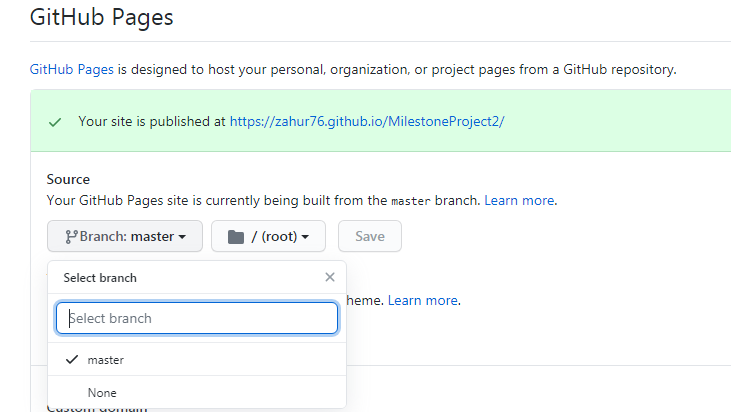 GitHub Pages
GitHub Pages is designed to host your personal, organization, or project pages from a GitHub repository.
Your site is published at https://zahur76.github.io/MilestoneProject2/
Source
Your GitHub Pages site is currently being built from the master branch. Learn more.
Branch: master
/ (root)
Save
Select branch
heme. Learn more.
Select branch
master
None
Custom domain